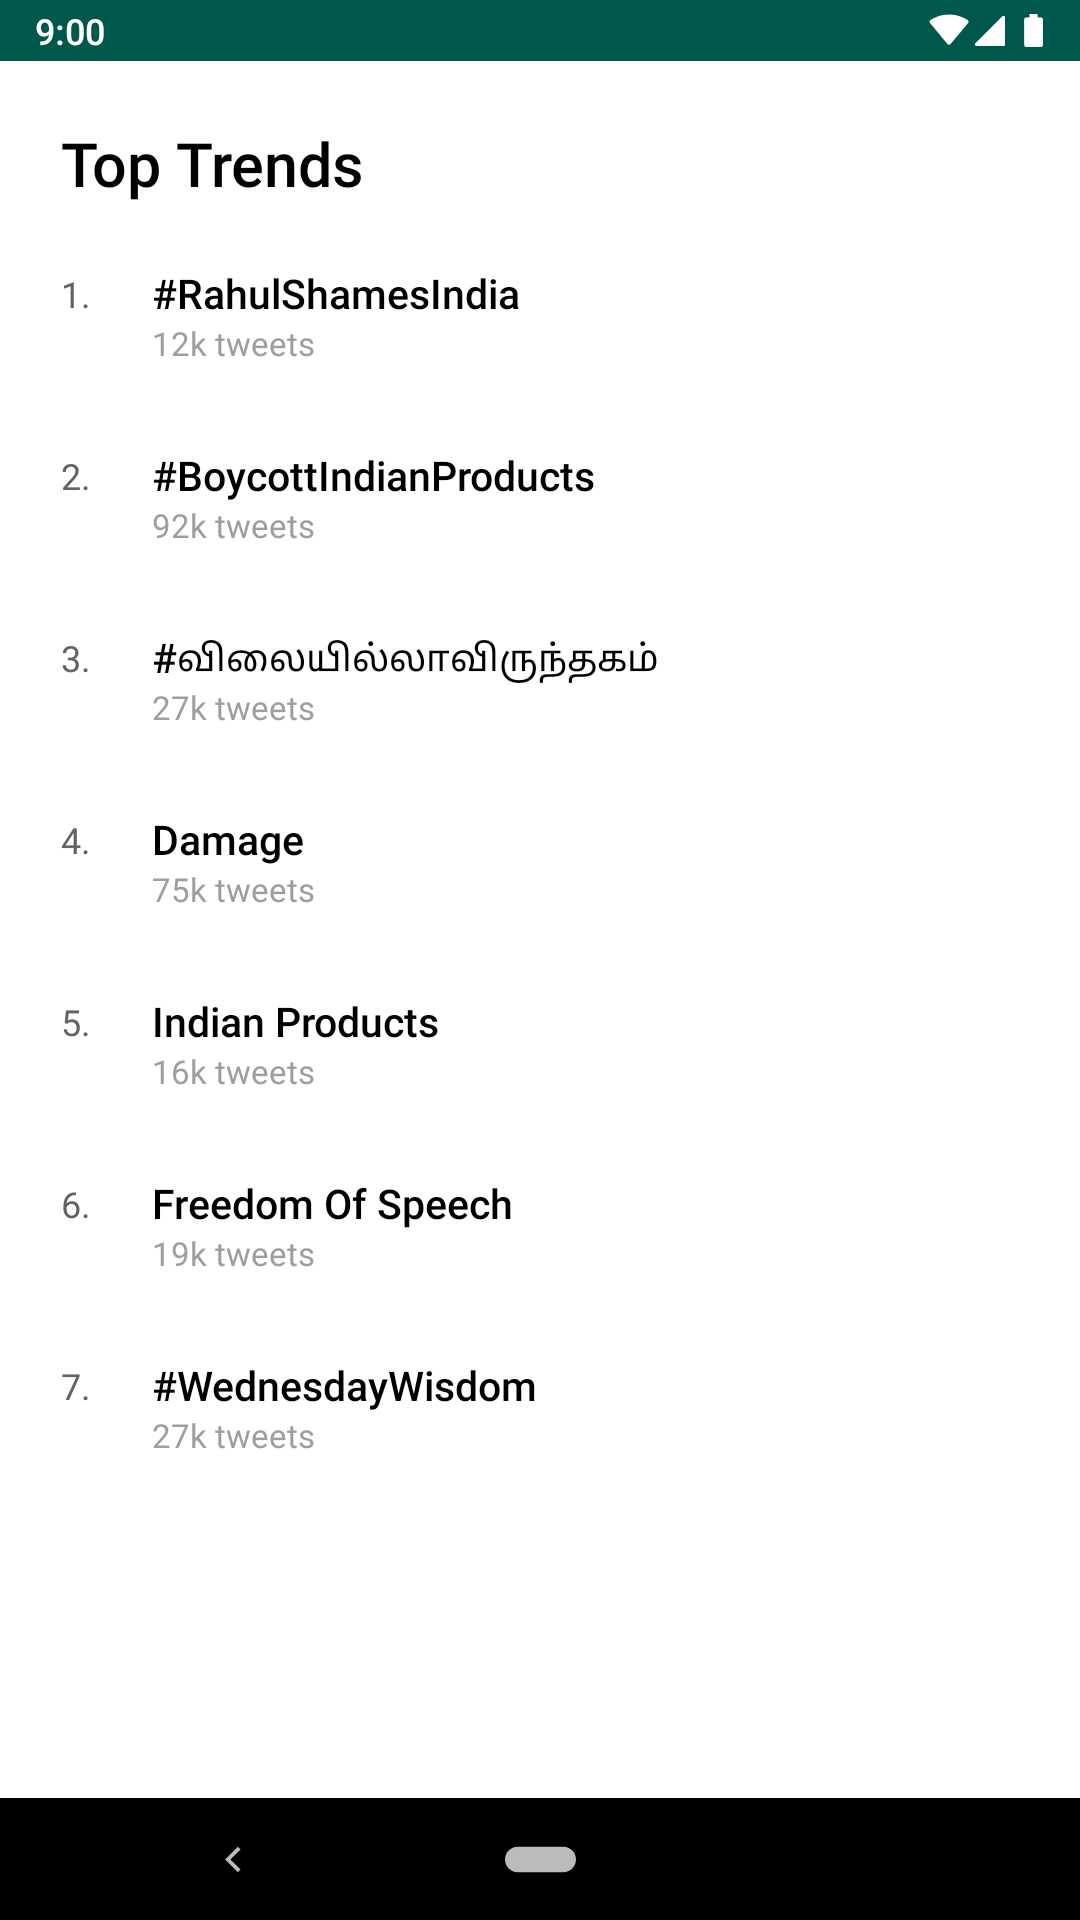 9:00
Top Trends
1. #RahulShamesIndia
12k tweets
2. #BoycottIndianProducts
92k tweets
3. #விலையில்லாவிருந்தகம்
27k tweets
4. Damage
75k tweets
5. Indian Products
16k tweets
6. Freedom Of Speech
19k tweets
7. #WednesdayWisdom
27k tweets